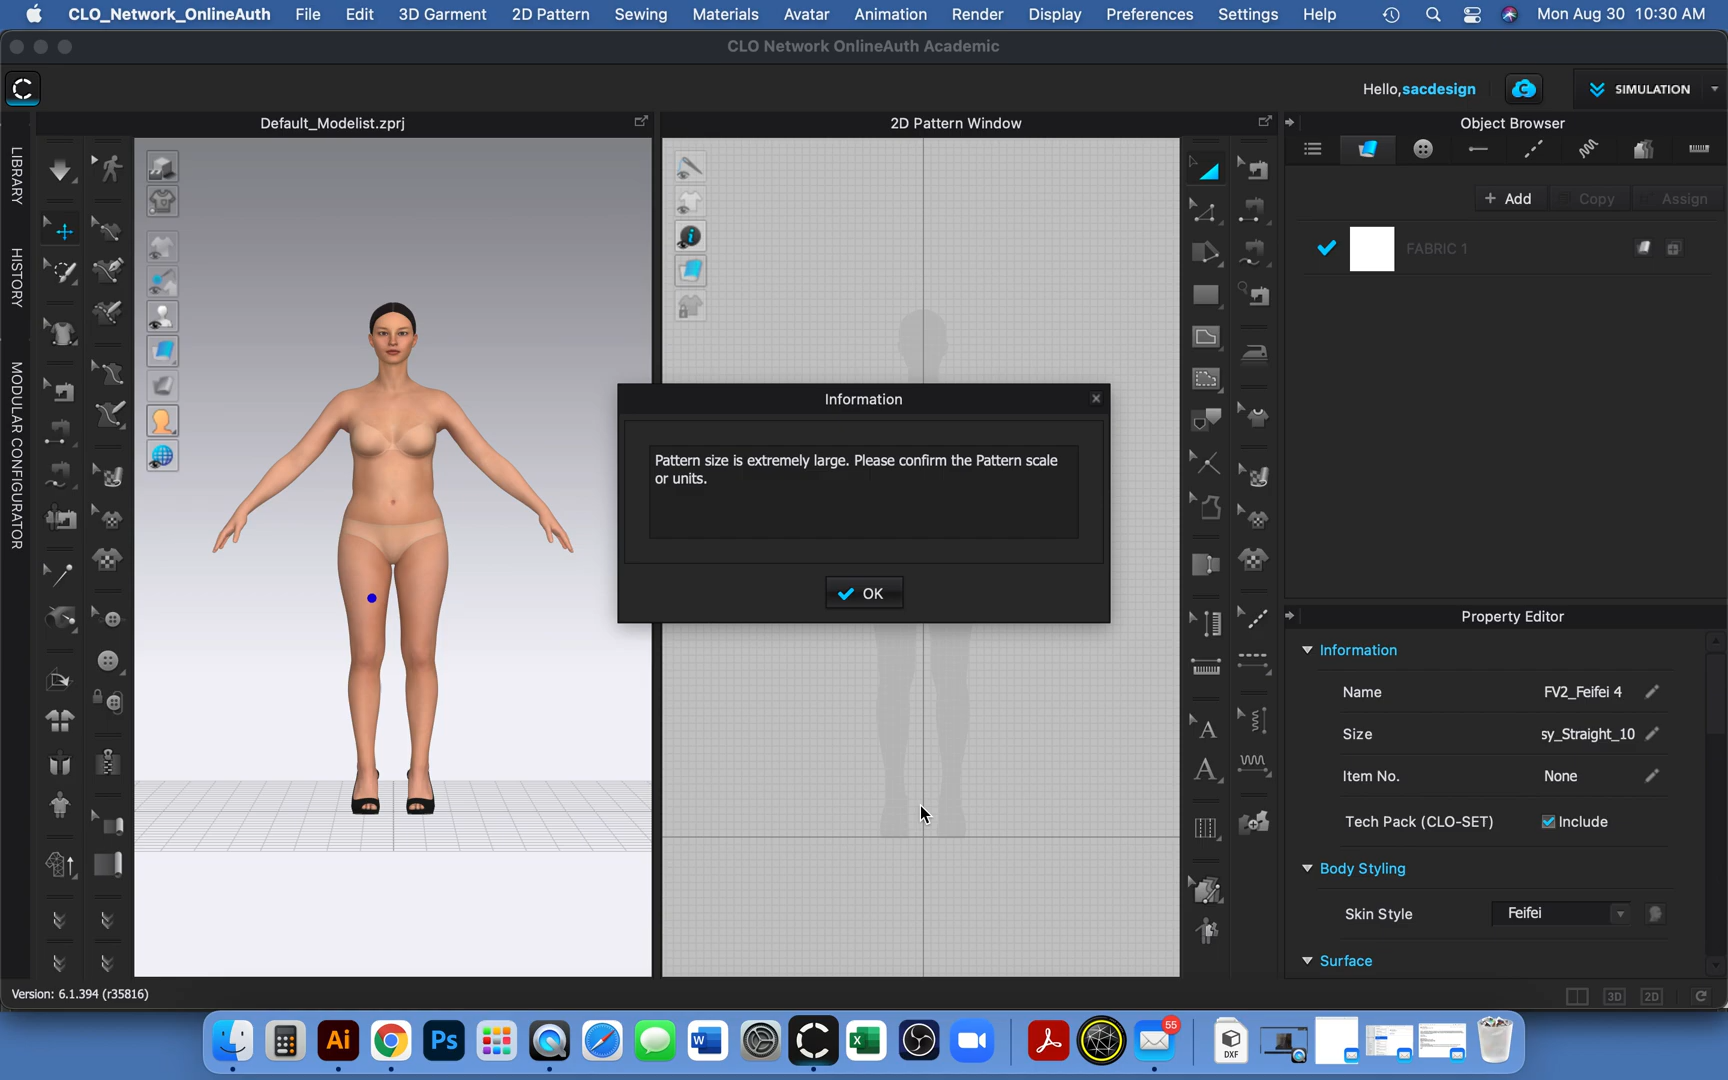 CLO_Network_OnlineAuth File Edit 3D Garment 2D Pattern Sewing Materials Avatar Animation Render Display Preferences Settings Help Mon Aug 30 10:30 AM
CLO Network OnlineAuth Academic
Hello,sacdesign
SIMULATION
Default_Modelist.zprj
2D Pattern Window
Object Browser
LIBRARY
HISTORY
MODULAR CONFIGURATOR
+ Add
Copy
Assign
FABRIC 1
Information
Pattern size is extremely large. Please confirm the Pattern scale
or units.
OK
Property Editor
Information
Name FV2_Feifei 4
Size sy_Straight_10
Item No. None
Tech Pack (CLO-SET) Include
Body Styling
Skin Style Feifei
Surface
Version: 6.1.394 (r35816)
3D
2D
Ai
Ps
W
X
55
DXF